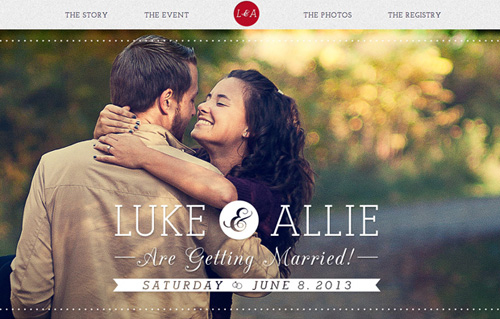 THE STORY THE EVENT L&A THE PHOTOS THE REGISTRY
LUKE & ALLIE
Are Getting Married!
SATURDAY JUNE 8, 2013